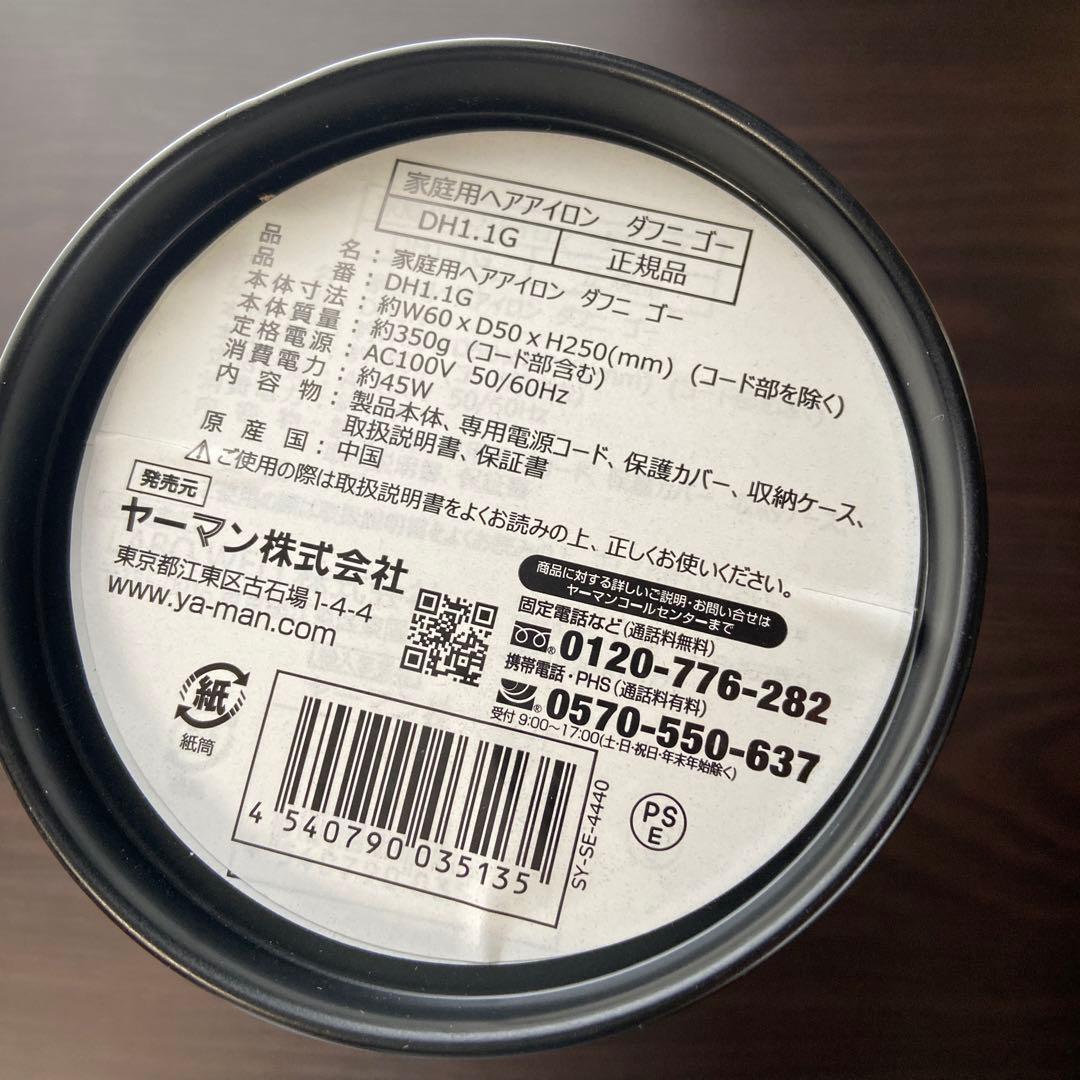 家庭用ヘアアイロン ダフニ ゴー
DH1.1G 正規品
品名：家庭用ヘアアイロン ダフニ ゴー
品番：DH1.1G
本体寸法：約W60 x D50 x H250(mm) (コード部を除く)
本体質量：約350g (コード部含む)
定格電源：AC100V 50/60Hz
消費電力：約45W
内容物：製品本体、専用電源コード、保護カバー、収納ケース、
取扱説明書、保証書
原産国：中国
⚠ご使用の際は取扱説明書をよくお読みの上、正しくお使いください。
発売元
ヤーマン株式会社
東京都江東区古石場1-4-4
www.ya-man.com
商品に対する詳しいご説明・お問い合せは
ヤーマンコールセンターまで
固定電話など(通話料無料)
0120-776-282
携帯電話・PHS(通話料有料)
0570-550-637
受付 9:00〜17:00(土・日・祝日・年末年始除く)
紙
紙筒
4 540790 035135
SY-SE-4440
PS
E